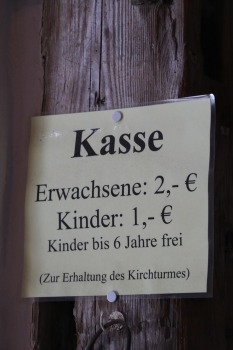 Kasse
Erwachsene: 2,- €
Kinder: 1,- €
Kinder bis 6 Jahre frei
(Zur Erhaltung des Kirchturmes)